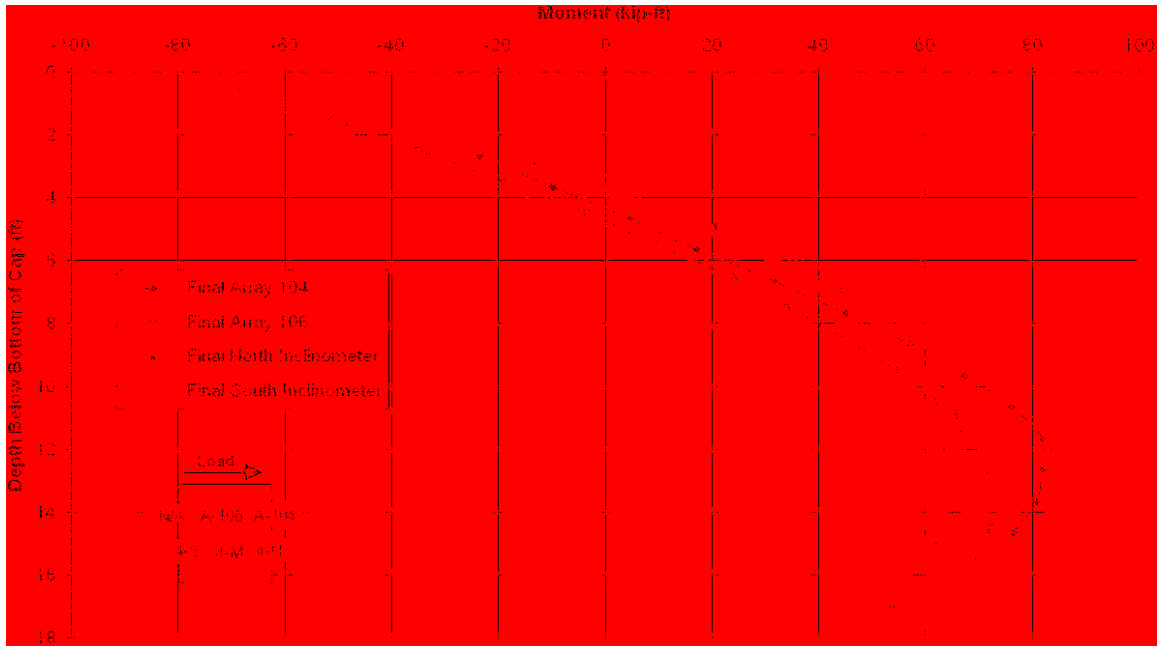 Moment (kip-ft)
-100 -80 -60 -40 -20 0 20 40 60 80 100
0
2
4
6
8
10
12
14
16
18
Depth Below Bottom of Cap (ft)
Final Array 104
Final Array 106
Final North Inclinometer
Final South Inclinometer
Load
A-106 A-104